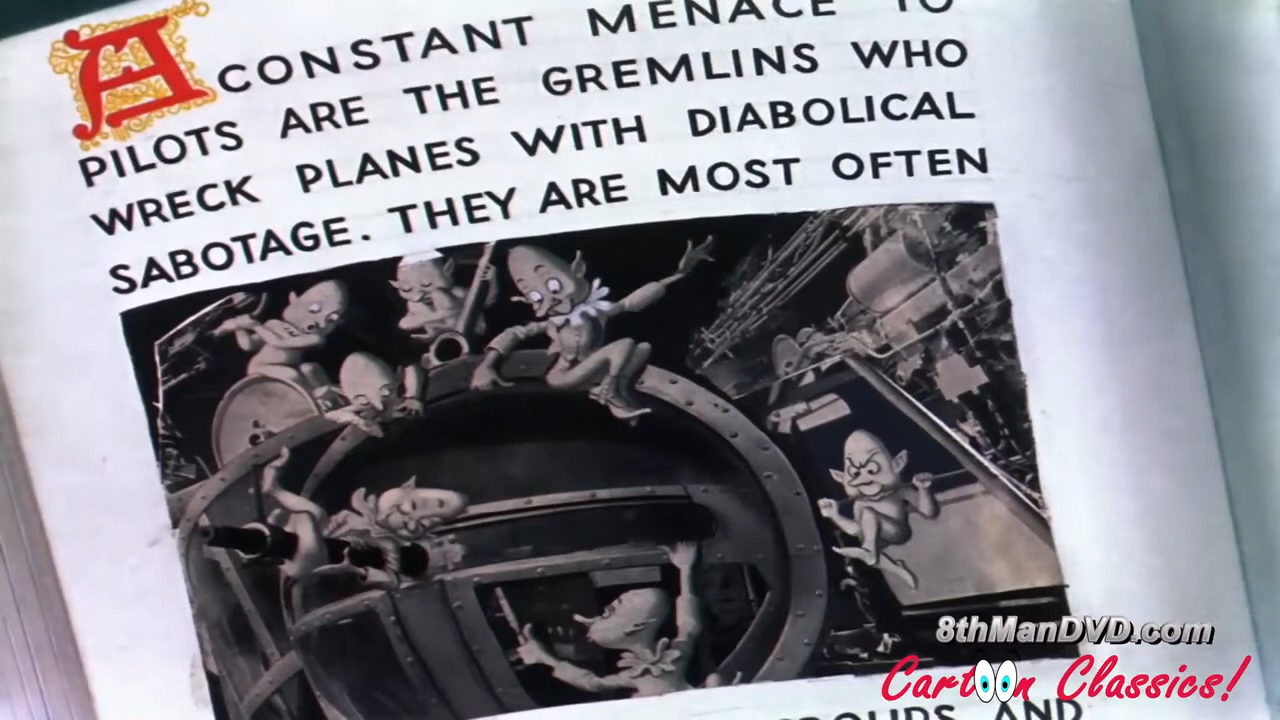 A CONSTANT MENACE TO
PILOTS ARE THE GREMLINS WHO
WRECK PLANES WITH DIABOLICAL
SABOTAGE. THEY ARE MOST OFTEN
AND
8thManDVD.com
Cartoon Classics!